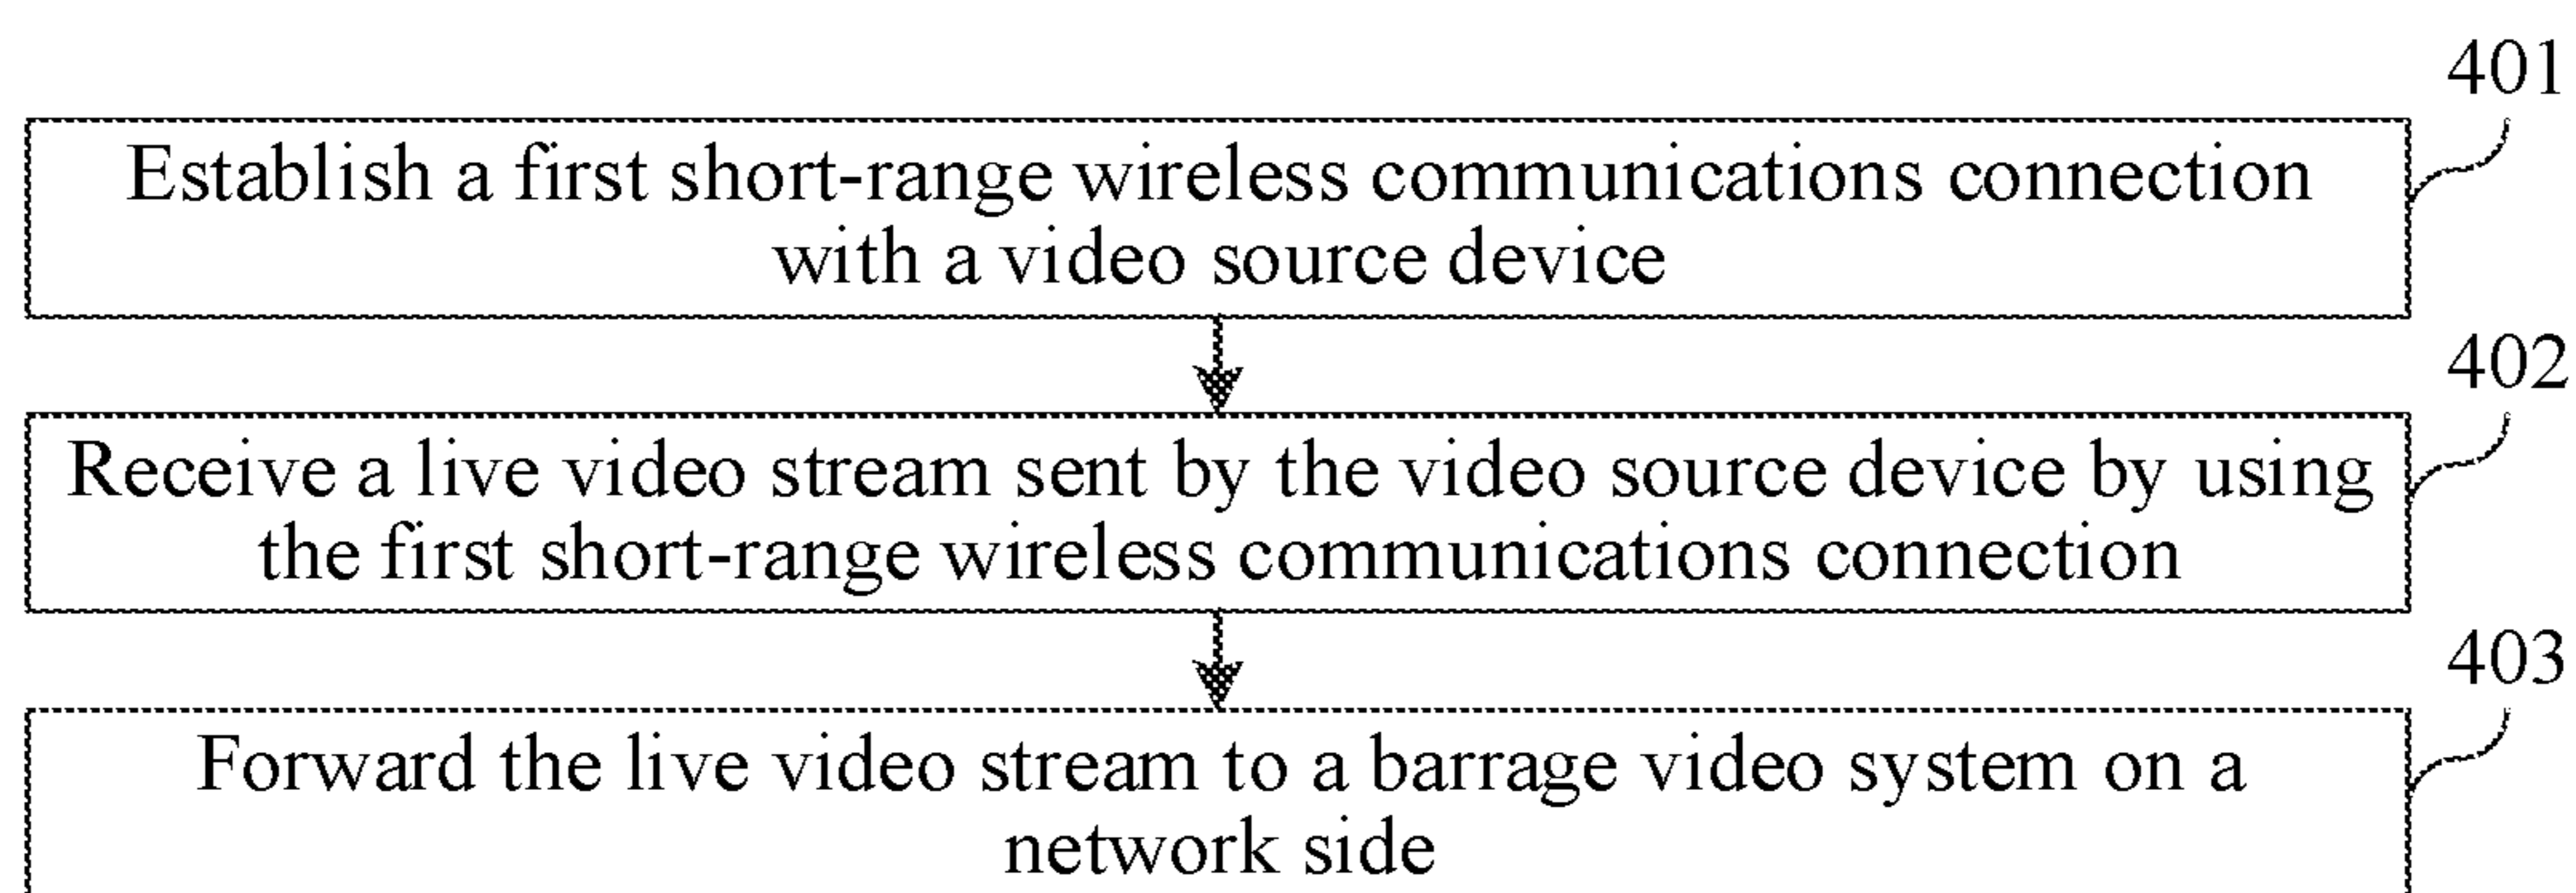 401
Establish a first short-range wireless communications connection
with a video source device
402
Receive a live video stream sent by the video source device by using
the first short-range wireless communications connection
403
Forward the live video stream to a barrage video system on a
network side